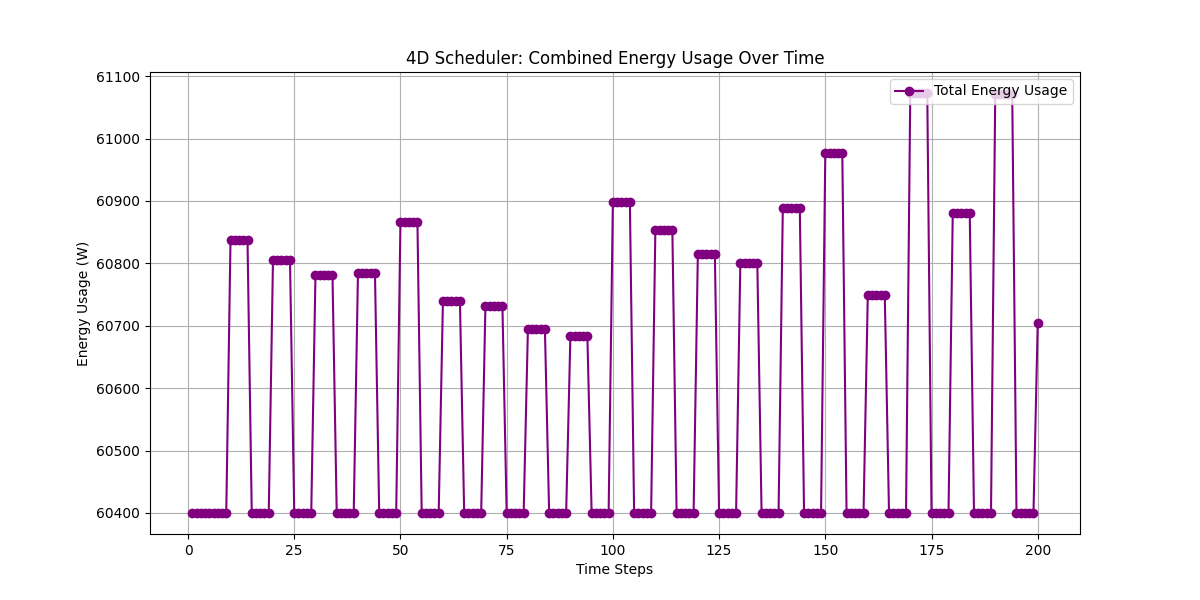 4D Scheduler: Combined Energy Usage Over Time
Total Energy Usage
Energy Usage (W)
61100
61000
60900
60800
60700
60600
60500
60400
0 25 50 75 100 125 150 175 200
Time Steps